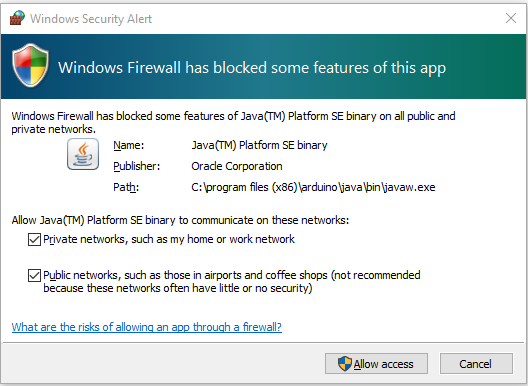 Windows Security Alert
Windows Firewall has blocked some features of this app
Windows Firewall has blocked some features of Java(TM) Platform SE binary on all public and
private networks.
Name: Java(TM) Platform SE binary
Publisher: Oracle Corporation
Path: C:\program files (x86)\arduino\java\bin\javaw.exe
Allow Java(TM) Platform SE binary to communicate on these networks:
Private networks, such as my home or work network
Public networks, such as those in airports and coffee shops (not recommended
because these networks often have little or no security)
What are the risks of allowing an app through a firewall?
Allow access Cancel